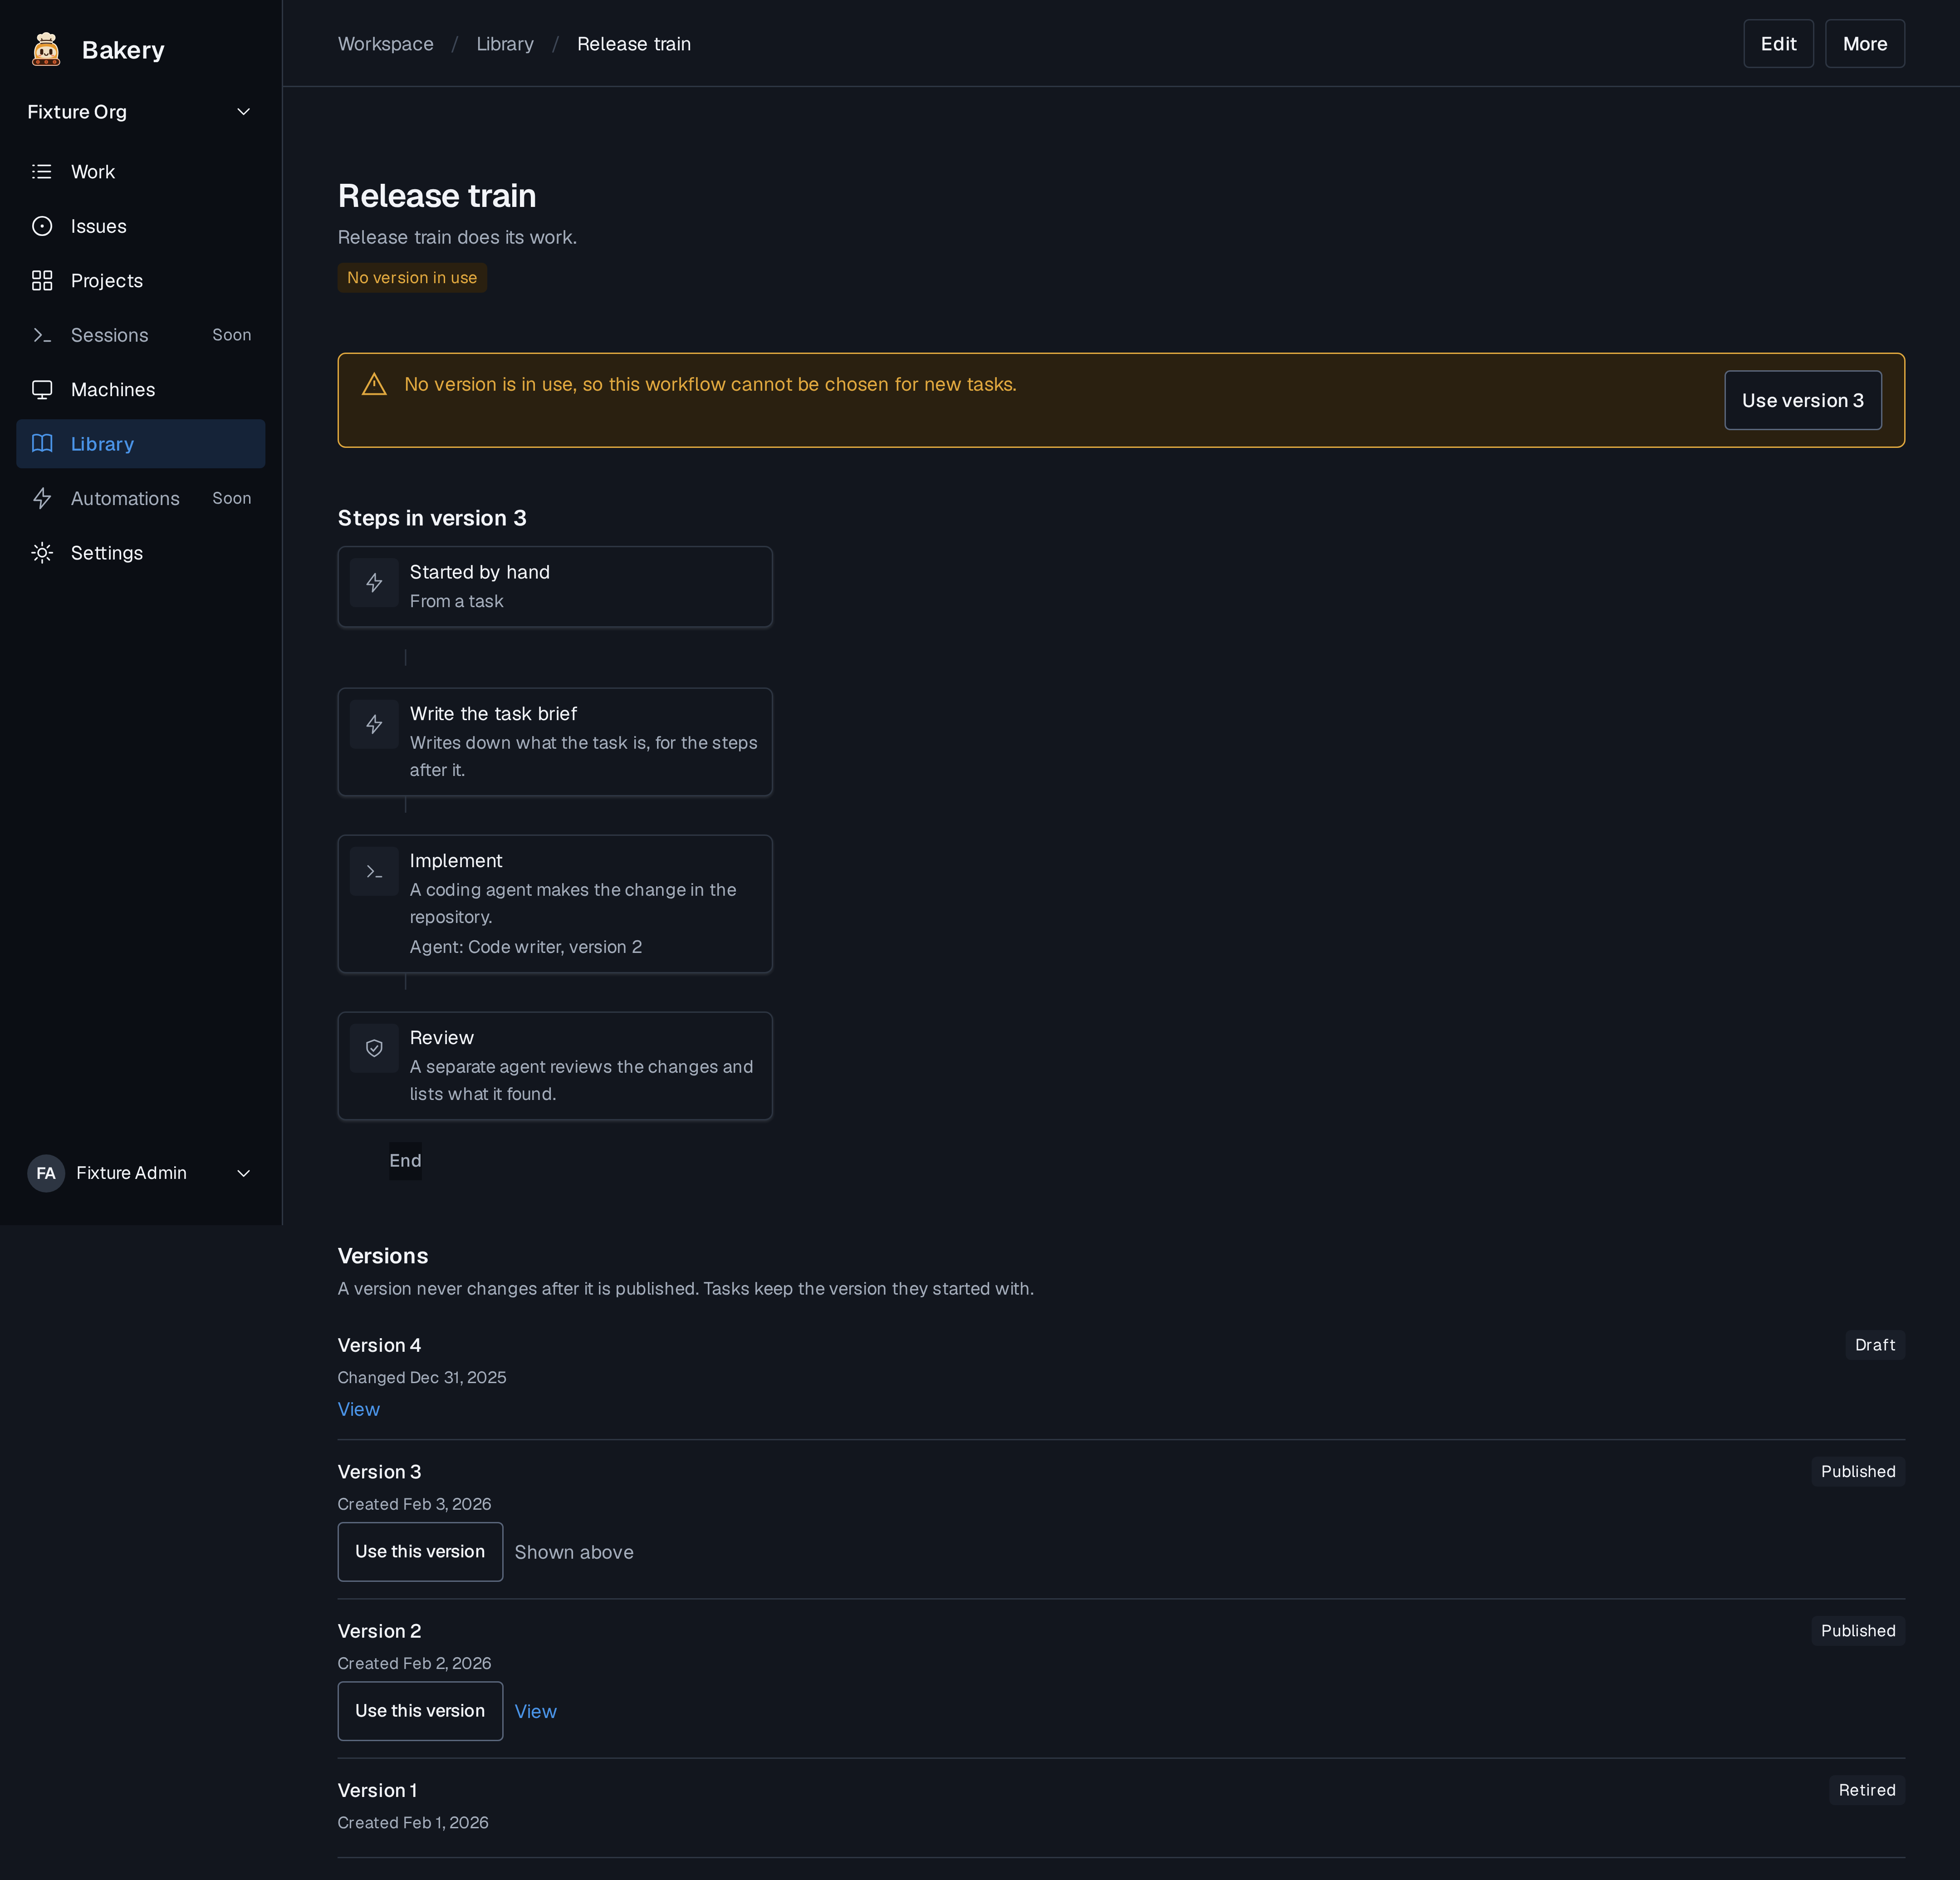 Bakery
Fixture Org
Work
Issues
Projects
Sessions Soon
Machines
Library
Automations Soon
Settings
FA Fixture Admin
Workspace / Library / Release train
Edit More
Release train
Release train does its work.
No version in use
No version is in use, so this workflow cannot be chosen for new tasks.
Use version 3
Steps in version 3
Started by hand
From a task
Write the task brief
Writes down what the task is, for the steps
after it.
Implement
A coding agent makes the change in the
repository.
Agent: Code writer, version 2
Review
A separate agent reviews the changes and
lists what it found.
End
Versions
A version never changes after it is published. Tasks keep the version they started with.
Version 4 Draft
Changed Dec 31, 2025
View
Version 3 Published
Created Feb 3, 2026
Use this version Shown above
Version 2 Published
Created Feb 2, 2026
Use this version View
Version 1 Retired
Created Feb 1, 2026